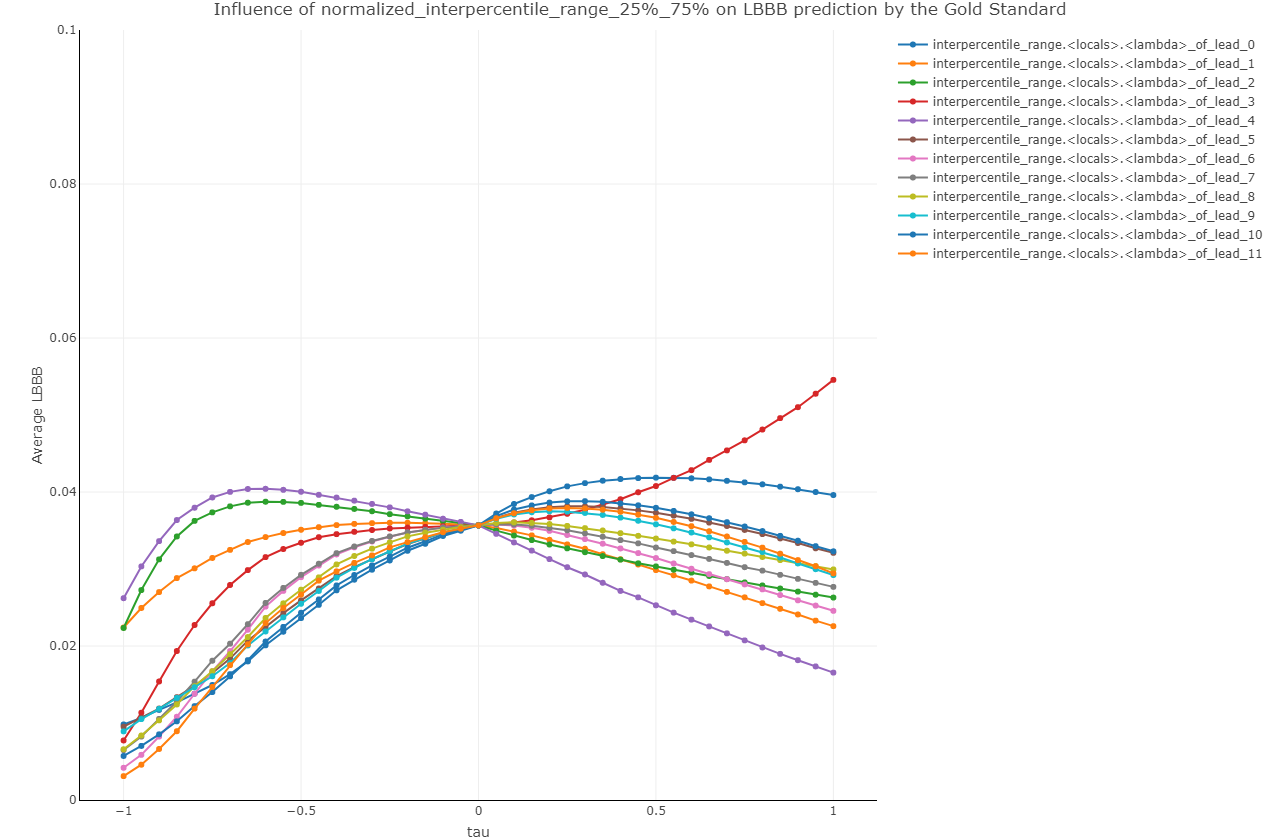 Influence of normalized_interpercentile_range_25%_75% on LBBB prediction by the Gold Standard
0.1
0.08
0.06
0.04
0.02
0
Average LBBB
−1
−0.5
0
0.5
1
tau
interpercentile_range.<locals>.<lambda>_of_lead_0
interpercentile_range.<locals>.<lambda>_of_lead_1
interpercentile_range.<locals>.<lambda>_of_lead_2
interpercentile_range.<locals>.<lambda>_of_lead_3
interpercentile_range.<locals>.<lambda>_of_lead_4
interpercentile_range.<locals>.<lambda>_of_lead_5
interpercentile_range.<locals>.<lambda>_of_lead_6
interpercentile_range.<locals>.<lambda>_of_lead_7
interpercentile_range.<locals>.<lambda>_of_lead_8
interpercentile_range.<locals>.<lambda>_of_lead_9
interpercentile_range.<locals>.<lambda>_of_lead_10
interpercentile_range.<locals>.<lambda>_of_lead_11